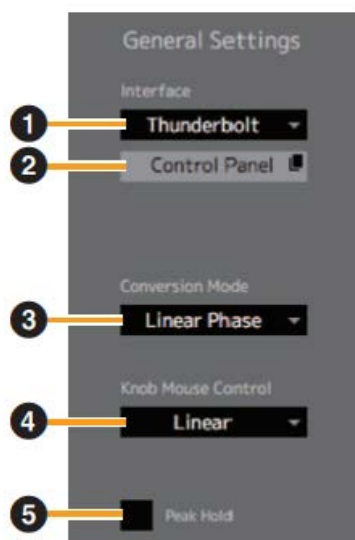 General Settings
Interface
1 Thunderbolt
2 Control Panel
Conversion Mode
3 Linear Phase
Knob Mouse Control
4 Linear
5 Peak Hold